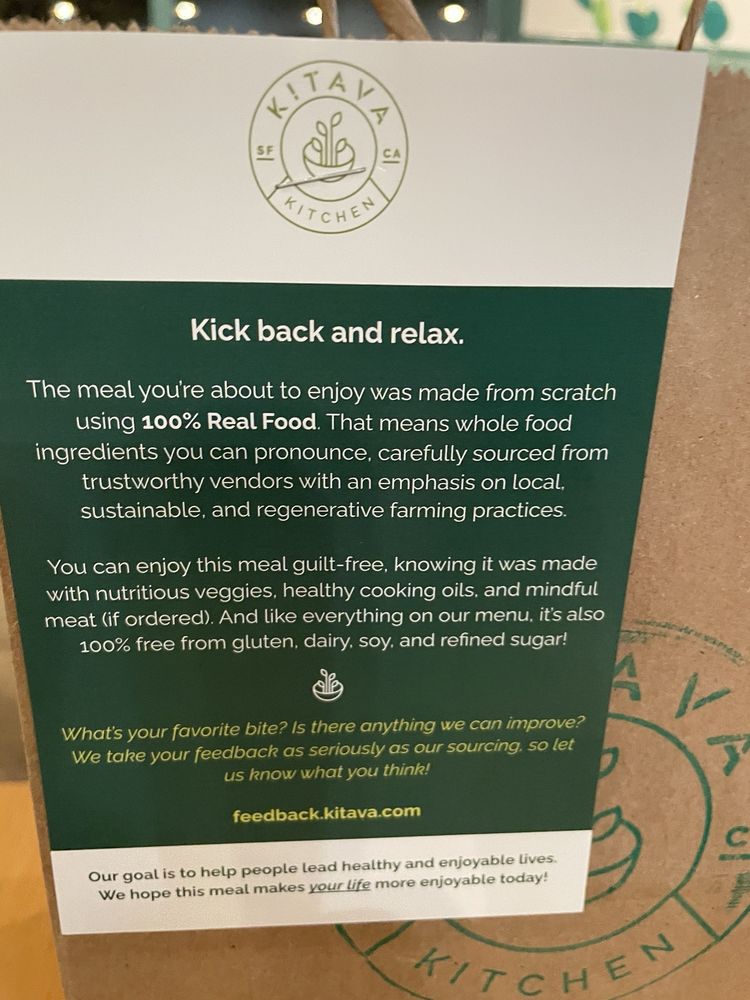 KITAVA
SF CA
KITCHEN
Kick back and relax.
The meal you're about to enjoy was made from scratch
using 100% Real Food. That means whole food
ingredients you can pronounce, carefully sourced from
trustworthy vendors with an emphasis on local,
sustainable, and regenerative farming practices.
You can enjoy this meal guilt-free, knowing it was made
with nutritious veggies, healthy cooking oils, and mindful
meat (if ordered). And like everything on our menu, it's also
100% free from gluten, dairy, soy, and refined sugar!
What's your favorite bite? Is there anything we can improve?
We take your feedback as seriously as our sourcing, so let
us know what you think!
feedback.kitava.com
Our goal is to help people lead healthy and enjoyable lives.
We hope this meal makes your life more enjoyable today!
AVA
C
KITCHEN